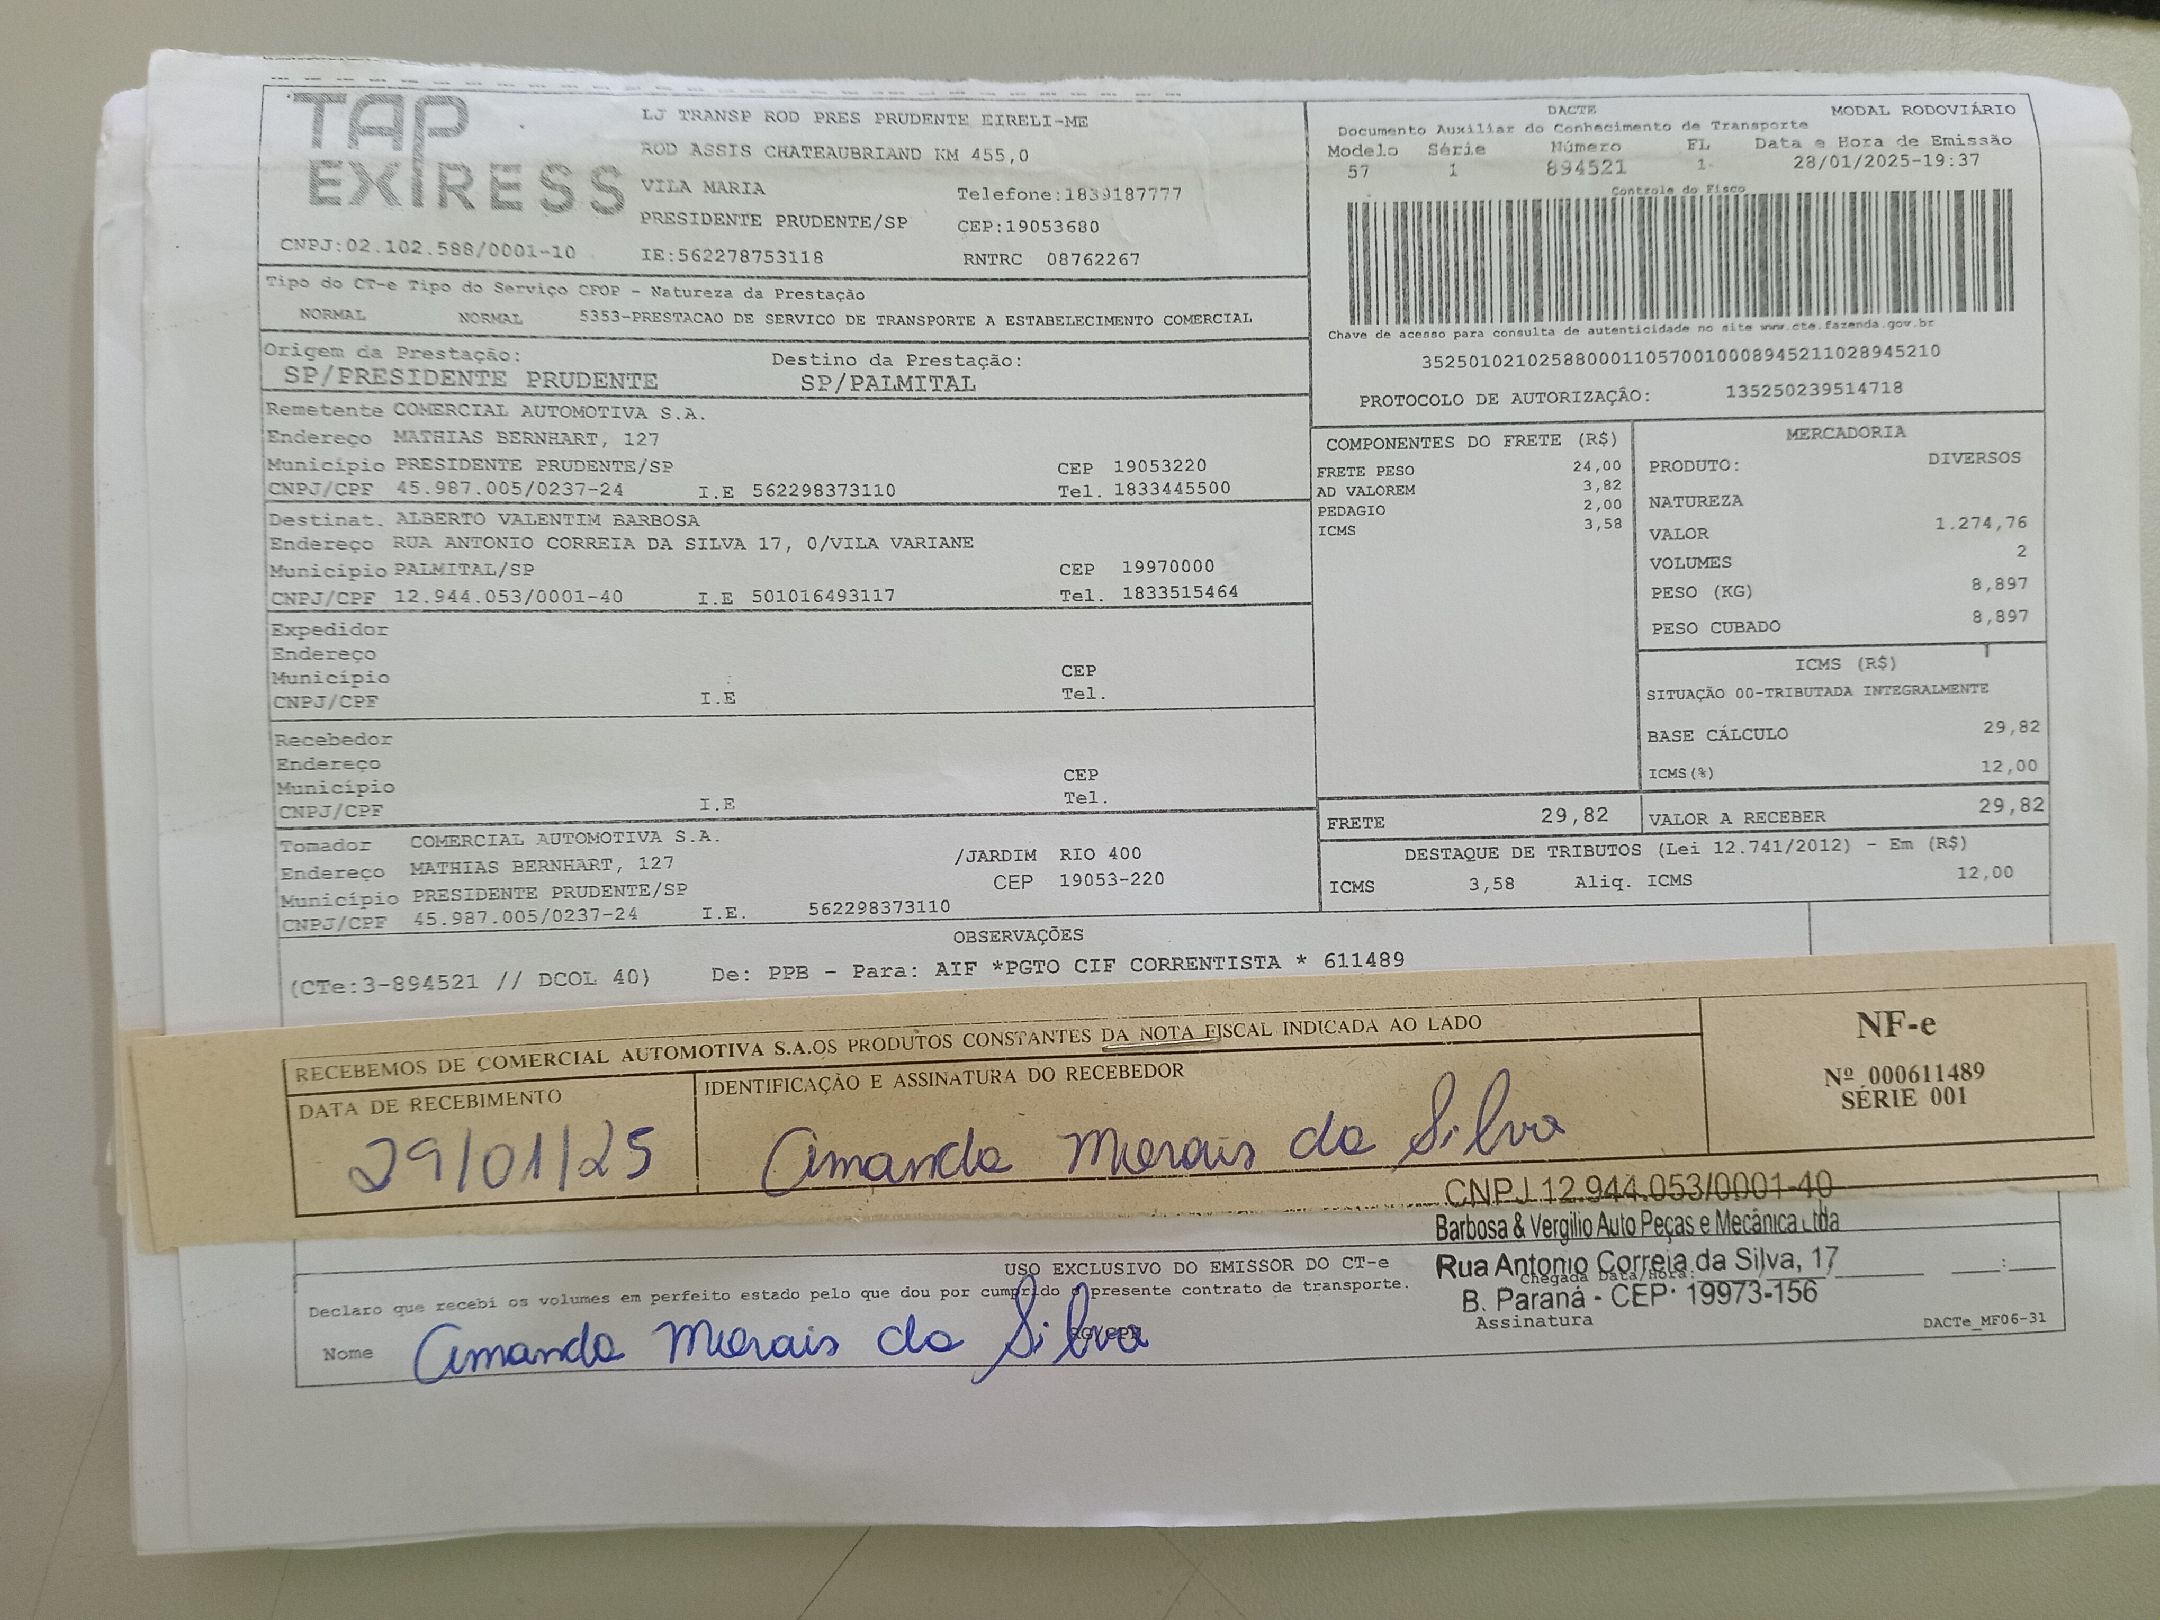 TAP EXPRESS
LJ TRANSP ROD PRES PRUDENTE EIRELI-ME
ROD ASSIS CHATEAUBRIAND KM 455,0
VILA MARIA Telefone:1839187777
PRESIDENTE PRUDENTE/SP CEP:19053680
CNPJ:02.102.588/0001-10 IE:562278753118 RNTRC 08762267
DACTE MODAL RODOVIÁRIO
Documento Auxiliar do Conhecimento de Transporte
Modelo Série Número FL Data e Hora de Emissão
57 1 894521 1 28/01/2025-19:37
Controle do Fisco
Chave de acesso para consulta de autenticidade no site www.cte.fazenda.gov.br
35250102102588000110570010008945211028945210
PROTOCOLO DE AUTORIZAÇÂO: 135250239514718
Tipo do CT-e Tipo do Serviço CFOP - Natureza da Prestação
NORMAL NORMAL 5353-PRESTACAO DE SERVICO DE TRANSPORTE A ESTABELECIMENTO COMERCIAL
Origem da Prestação: Destino da Prestação:
SP/PRESIDENTE PRUDENTE SP/PALMITAL
Remetente COMERCIAL AUTOMOTIVA S.A.
Endereço MATHIAS BERNHART, 127
Município PRESIDENTE PRUDENTE/SP CEP 19053220
CNPJ/CPF 45.987.005/0237-24 I.E 562298373110 Tel. 1833445500
Destinat. ALBERTO VALENTIM BARBOSA
Endereço RUA ANTONIO CORREIA DA SILVA 17, 0/VILA VARIANE
Município PALMITAL/SP CEP 19970000
CNPJ/CPF 12.944.053/0001-40 I.E 501016493117 Tel. 1833515464
Expedidor
Endereço
Município CEP
CNPJ/CPF I.E Tel.
Recebedor
Endereço
Município CEP
CNPJ/CPF I.E Tel.
Tomador COMERCIAL AUTOMOTIVA S.A.
Endereço MATHIAS BERNHART, 127 /JARDIM RIO 400
Município PRESIDENTE PRUDENTE/SP CEP 19053-220
CNPJ/CPF 45.987.005/0237-24 I.E. 562298373110
COMPONENTES DO FRETE (R$)
FRETE PESO 24,00
AD VALOREM 3,82
PEDAGIO 2,00
ICMS 3,58
MERCADORIA
PRODUTO: DIVERSOS
NATUREZA
VALOR 1.274,76
VOLUMES 2
PESO (KG) 8,897
PESO CUBADO 8,897
ICMS (R$)
SITUAÇÃO 00-TRIBUTADA INTEGRALMENTE
BASE CÁLCULO 29,82
ICMS(%) 12,00
FRETE 29,82 VALOR A RECEBER 29,82
DESTAQUE DE TRIBUTOS (Lei 12.741/2012) - Em (R$)
ICMS 3,58 Aliq. ICMS 12,00
OBSERVAÇÕES
(CTe:3-894521 // DCOL 40) De: PPB - Para: AIF *PGTO CIF CORRENTISTA * 611489
RECEBEMOS DE COMERCIAL AUTOMOTIVA S.A.OS PRODUTOS CONSTANTES DA NOTA FISCAL INDICADA AO LADO
DATA DE RECEBIMENTO IDENTIFICAÇÃO E ASSINATURA DO RECEBEDOR
29/01/25 Amanda Morais da Silva
NF-e
Nº 000611489
SÉRIE 001
CNPJ 12.944.053/0001-40
Barbosa & Vergilio Auto Peças e Mecânica Ltda
Rua Antonio Correia da Silva, 17
B. Paraná - CEP: 19973-156
USO EXCLUSIVO DO EMISSOR DO CT-e
Chegada Data/Hora:
Declaro que recebi os volumes em perfeito estado pelo que dou por cumprido o presente contrato de transporte.
Nome Amanda Morais da Silva RG/CPF Assinatura
DACTe_MF06-31